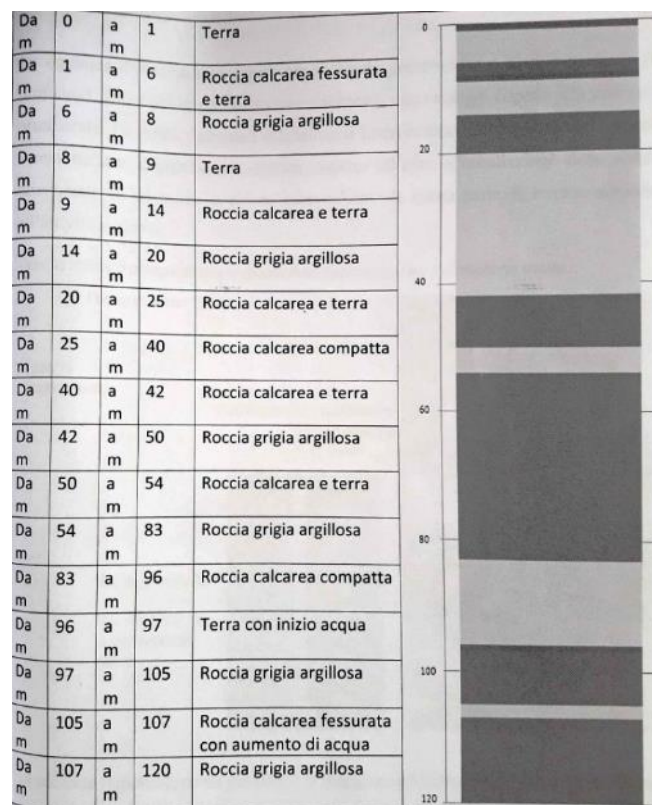 Da m 0 a m 1 Terra
Da m 1 a m 6 Roccia calcarea fessurata
e terra
Da m 6 a m 8 Roccia grigia argillosa
Da m 8 a m 9 Terra
Da m 9 a m 14 Roccia calcarea e terra
Da m 14 a m 20 Roccia grigia argillosa
Da m 20 a m 25 Roccia calcarea e terra
Da m 25 a m 40 Roccia calcarea compatta
Da m 40 a m 42 Roccia calcarea e terra
Da m 42 a m 50 Roccia grigia argillosa
Da m 50 a m 54 Roccia calcarea e terra
Da m 54 a m 83 Roccia grigia argillosa
Da m 83 a m 96 Roccia calcarea compatta
Da m 96 a m 97 Terra con inizio acqua
Da m 97 a m 105 Roccia grigia argillosa
Da m 105 a m 107 Roccia calcarea fessurata
con aumento di acqua
Da m 107 a m 120 Roccia grigia argillosa
0
20
40
60
80
100
120